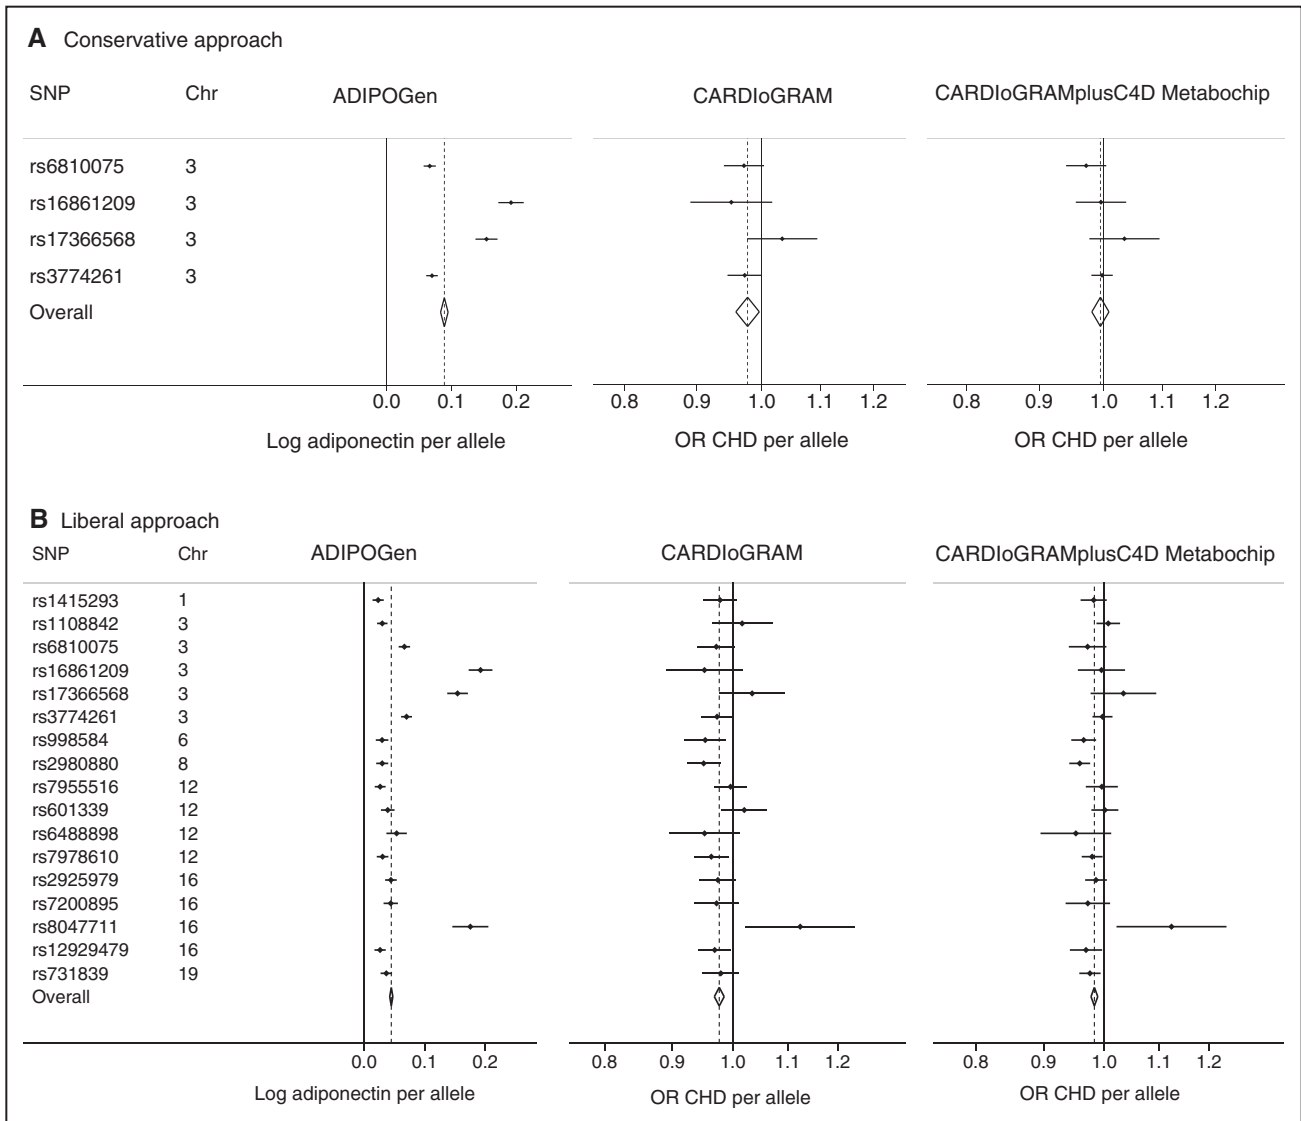 A Conservative approach
SNP Chr ADIPOGen CARDIoGRAM CARDIoGRAMplusC4D Metabochip
rs6810075 3
rs16861209 3
rs17366568 3
rs3774261 3
Overall
0.0 0.1 0.2 0.8 0.9 1.0 1.1 1.2 0.8 0.9 1.0 1.1 1.2
Log adiponectin per allele OR CHD per allele OR CHD per allele
B Liberal approach
SNP Chr ADIPOGen CARDIoGRAM CARDIoGRAMplusC4D Metabochip
rs1415293 1
rs1108842 3
rs6810075 3
rs16861209 3
rs17366568 3
rs3774261 3
rs998584 6
rs2980880 8
rs7955516 12
rs601339 12
rs6488898 12
rs7978610 12
rs2925979 16
rs7200895 16
rs8047711 16
rs12929479 16
rs731839 19
Overall
0.0 0.1 0.2 0.8 0.9 1.0 1.1 1.2 0.8 0.9 1.0 1.1 1.2
Log adiponectin per allele OR CHD per allele OR CHD per allele